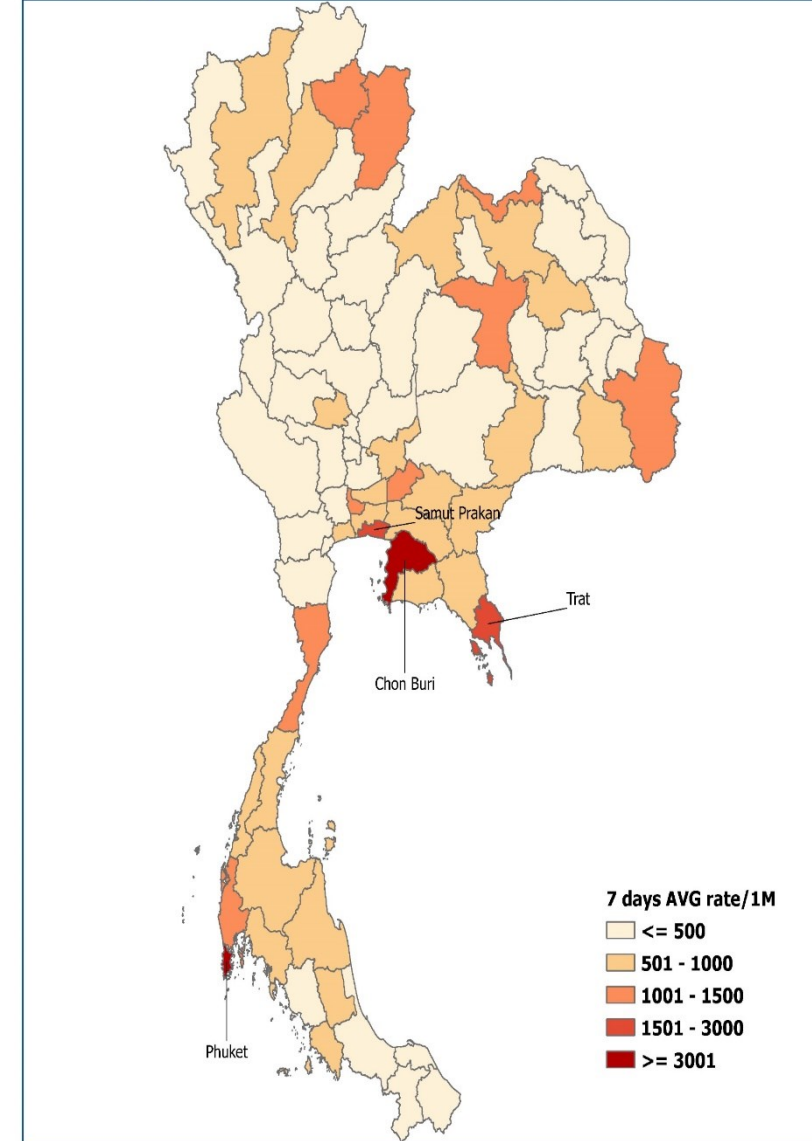 Samut Prakan
Trat
Chon Buri
Phuket
7 days AVG rate/1M
<= 500
501 - 1000
1001 - 1500
1501 - 3000
>= 3001